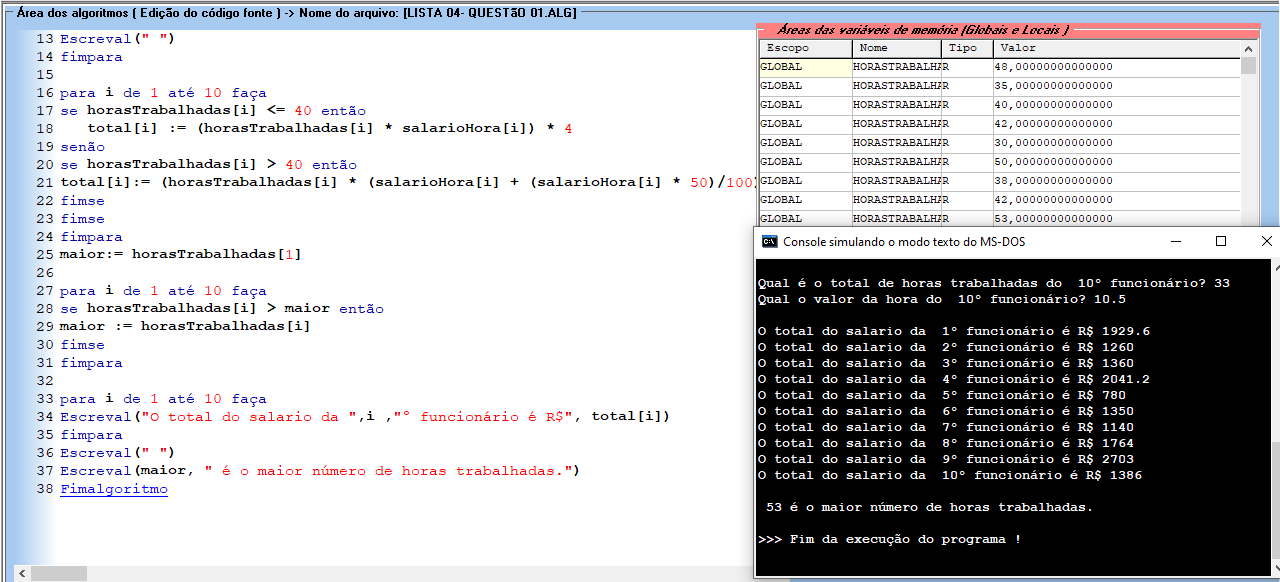 Área dos algoritmos ( Edição do código fonte ) -> Nome do arquivo: [LISTA 04- QUESTãO 01.ALG]
13 Escreval(" ")
14 fimpara
15
16 para i de 1 até 10 faça
17 se horasTrabalhadas[i] <= 40 então
18 total[i] := (horasTrabalhadas[i] * salarioHora[i]) * 4
19 senão
20 se horasTrabalhadas[i] > 40 então
21 total[i]:= (horasTrabalhadas[i] * (salarioHora[i] + (salarioHora[i] * 50)/100)
22 fimse
23 fimse
24 fimpara
25 maior:= horasTrabalhadas[1]
26
27 para i de 1 até 10 faça
28 se horasTrabalhadas[i] > maior então
29 maior := horasTrabalhadas[i]
30 fimse
31 fimpara
32
33 para i de 1 até 10 faça
34 Escreval("O total do salario da ",i ,"° funcionário é R$", total[i])
35 fimpara
36 Escreval(" ")
37 Escreval(maior, " é o maior número de horas trabalhadas.")
38 Fimalgoritmo
Áreas das variáveis de memória (Globais e Locais )
Escopo Nome Tipo Valor
GLOBAL HORASTRABALHA R 48,00000000000000
GLOBAL HORASTRABALHA R 35,00000000000000
GLOBAL HORASTRABALHA R 40,00000000000000
GLOBAL HORASTRABALHA R 42,00000000000000
GLOBAL HORASTRABALHA R 30,00000000000000
GLOBAL HORASTRABALHA R 50,00000000000000
GLOBAL HORASTRABALHA R 38,00000000000000
GLOBAL HORASTRABALHA R 42,00000000000000
GLOBAL HORASTRABALHA R 53,00000000000000
C:\ Console simulando o modo texto do MS-DOS
Qual é o total de horas trabalhadas do 10° funcionário? 33
Qual o valor da hora do 10° funcionário? 10.5
O total do salario da 1° funcionário é R$ 1929.6
O total do salario da 2° funcionário é R$ 1260
O total do salario da 3° funcionário é R$ 1360
O total do salario da 4° funcionário é R$ 2041.2
O total do salario da 5° funcionário é R$ 780
O total do salario da 6° funcionário é R$ 1350
O total do salario da 7° funcionário é R$ 1140
O total do salario da 8° funcionário é R$ 1764
O total do salario da 9° funcionário é R$ 2703
O total do salario da 10° funcionário é R$ 1386
53 é o maior número de horas trabalhadas.
>>> Fim da execução do programa !